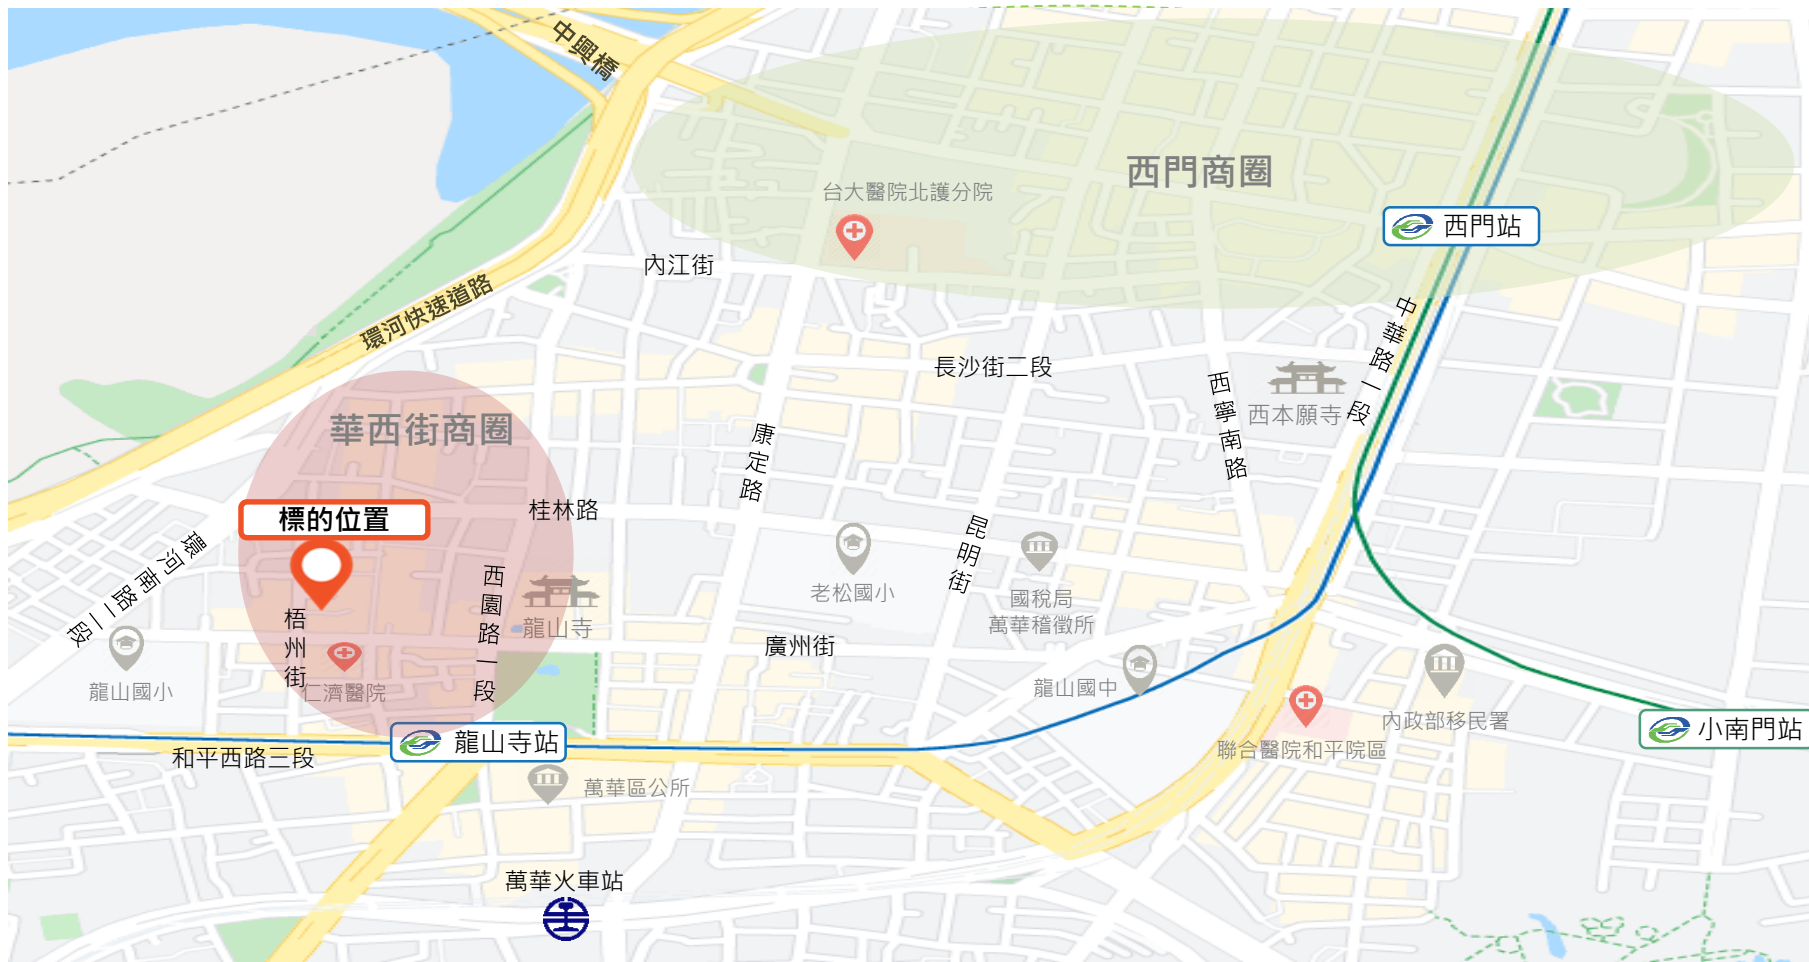 中興橋
西門商圈
台大醫院北護分院
西門站
內江街
環河快速道路
中華路一段
長沙街二段
西寧南路
西本願寺
華西街商圈
康定路
標的位置
桂林路
昆明街
環河南路二段
西園路一段
龍山寺
老松國小
國稅局
萬華稽徵所
梧州街
廣州街
龍山國小
仁濟醫院
龍山國中
內政部移民署
小南門站
龍山寺站
和平西路三段
聯合醫院和平院區
萬華區公所
萬華火車站